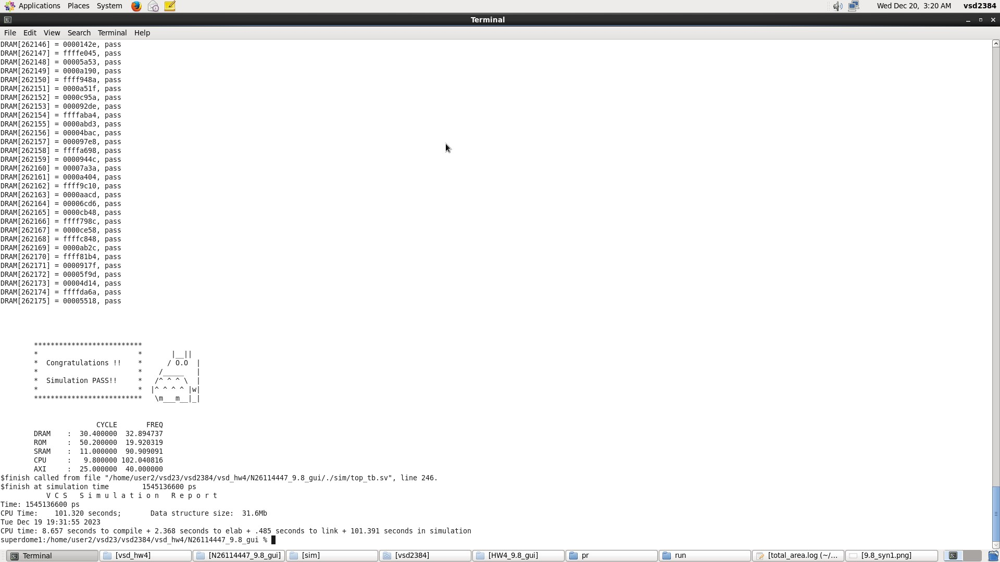 Applications Places System Wed Dec 20, 3:20 AM vsd2384
Terminal
File Edit View Search Terminal Help
DRAM[262146] = 0000142e, pass
DRAM[262147] = ffffe045, pass
DRAM[262148] = 00005a53, pass
DRAM[262149] = 0000a190, pass
DRAM[262150] = ffff948a, pass
DRAM[262151] = 0000a51f, pass
DRAM[262152] = 0000c95a, pass
DRAM[262153] = 000092de, pass
DRAM[262154] = ffffaba4, pass
DRAM[262155] = 0000abd3, pass
DRAM[262156] = 00004bac, pass
DRAM[262157] = 000097e8, pass
DRAM[262158] = ffffa698, pass
DRAM[262159] = 0000944c, pass
DRAM[262160] = 00007a3a, pass
DRAM[262161] = 0000a404, pass
DRAM[262162] = ffff9c10, pass
DRAM[262163] = 0000aacd, pass
DRAM[262164] = 00006cd6, pass
DRAM[262165] = 0000cb48, pass
DRAM[262166] = ffff798c, pass
DRAM[262167] = 0000ce58, pass
DRAM[262168] = ffffc848, pass
DRAM[262169] = 0000ab2c, pass
DRAM[262170] = ffff81b4, pass
DRAM[262171] = 0000917f, pass
DRAM[262172] = 00005f9d, pass
DRAM[262173] = 00004d14, pass
DRAM[262174] = ffffda6a, pass
DRAM[262175] = 00005518, pass
**************************
*                        *       |__||
*  Congratulations !!    *      / O.O  |
*                        *    /_____   |
*  Simulation PASS!!     *   /^ ^ ^ \  |
*                        *  |^ ^ ^ ^ |w|
**************************   \m___m__|_|
CYCLE FREQ
DRAM : 30.400000 32.894737
ROM : 50.200000 19.920319
SRAM : 11.000000 90.909091
CPU : 9.800000 102.040816
AXI : 25.000000 40.000000
$finish called from file "/home/user2/vsd23/vsd2384/vsd_hw4/N26114447_9.8_gui/./sim/top_tb.sv", line 246.
$finish at simulation time 1545136600 ps
V C S   S i m u l a t i o n   R e p o r t
Time: 1545136600 ps
CPU Time: 101.320 seconds; Data structure size: 31.6Mb
Tue Dec 19 19:31:55 2023
CPU time: 8.657 seconds to compile + 2.368 seconds to elab + .485 seconds to link + 101.391 seconds in simulation
superdome1:/home/user2/vsd23/vsd2384/vsd_hw4/N26114447_9.8_gui %
Terminal [vsd_hw4] [N26114447_9.8_gui] [sim] [vsd2384] [HW4_9.8_gui] pr run [total_area.log (~/... [9.8_syn1.png]